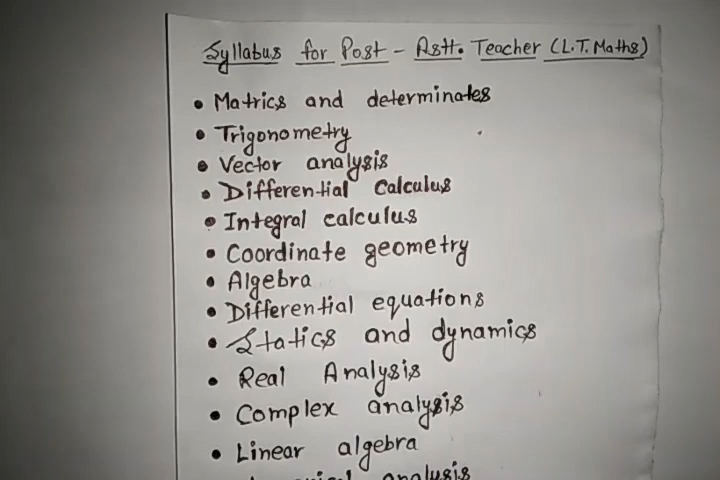 Syllabus for Post - Astt. Teacher (L.T. Maths)
• Matrics and determinates
• Trigonometry
• Vector analysis
• Differential Calculus
• Integral calculus
• Coordinate geometry
• Algebra
• Differential equations
• Statics and dynamics
• Real Analysis
• Complex analysis
• Linear algebra
analysis